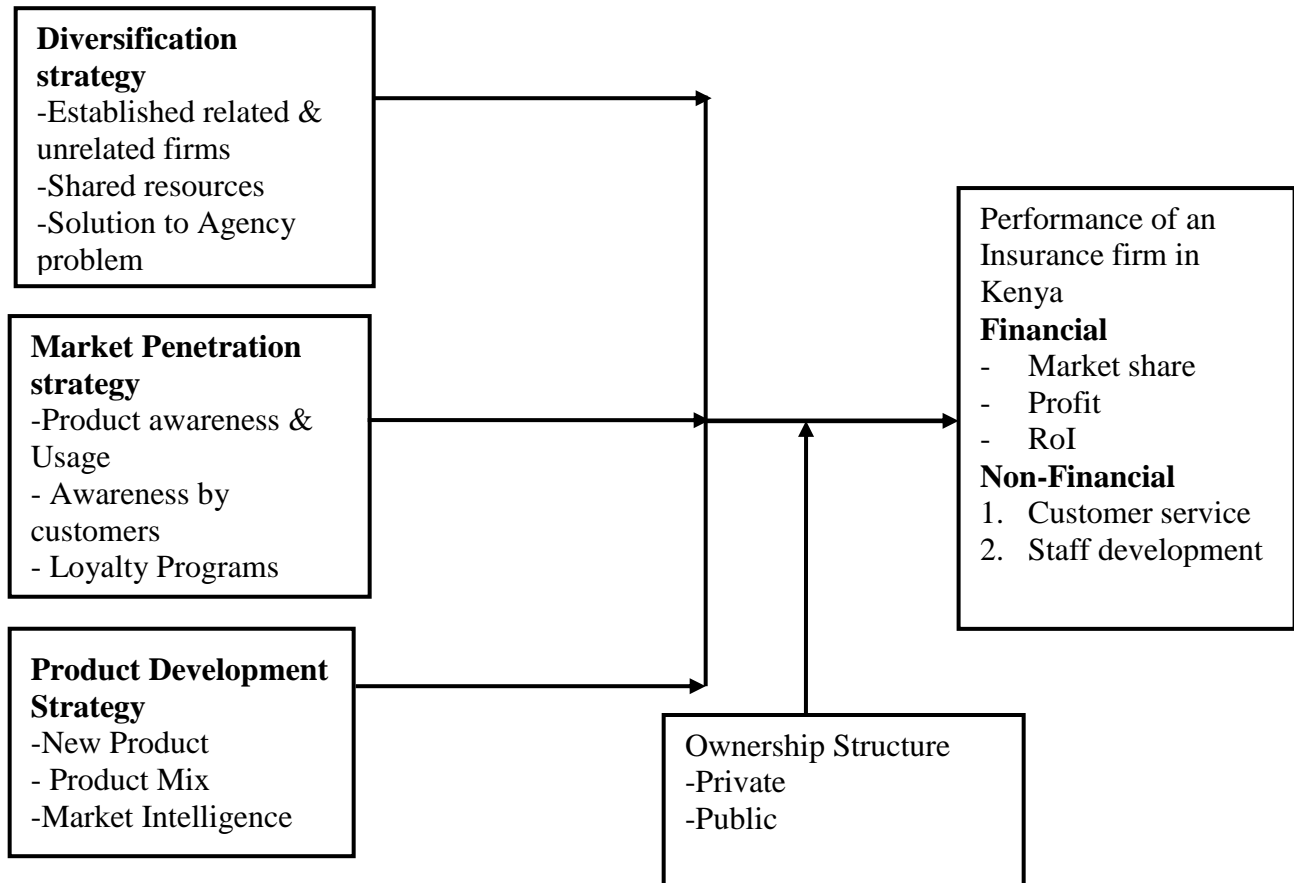 Diversification
strategy
-Established related &
unrelated firms
-Shared resources
-Solution to Agency
problem
Market Penetration
strategy
-Product awareness &
Usage
- Awareness by
customers
- Loyalty Programs
Product Development
Strategy
-New Product
- Product Mix
-Market Intelligence
Ownership Structure
-Private
-Public
Performance of an
Insurance firm in
Kenya
Financial
- Market share
- Profit
- RoI
Non-Financial
1. Customer service
2. Staff development